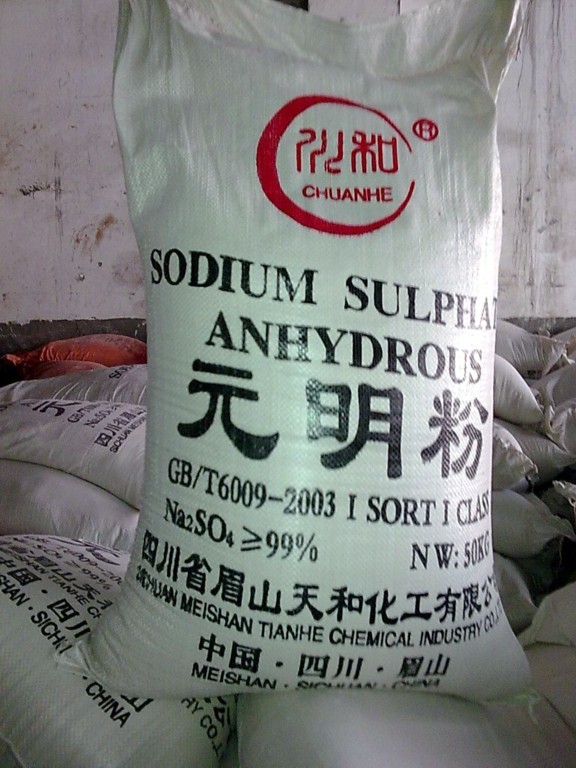 川和
®
CHUANHE
SODIUM SULPHA
ANHYDROUS
元明粉
GB/T6009-2003 I SORT I CLASS
Na₂SO₄ ≥99%
NW: 50KG
四川省眉山天和化工有限公
SICHUAN MEISHAN TIANHE CHEMICAL INDUSTRY CO.,
中国·四川·眉山
MEISHAN · SICHUAN · CHINA